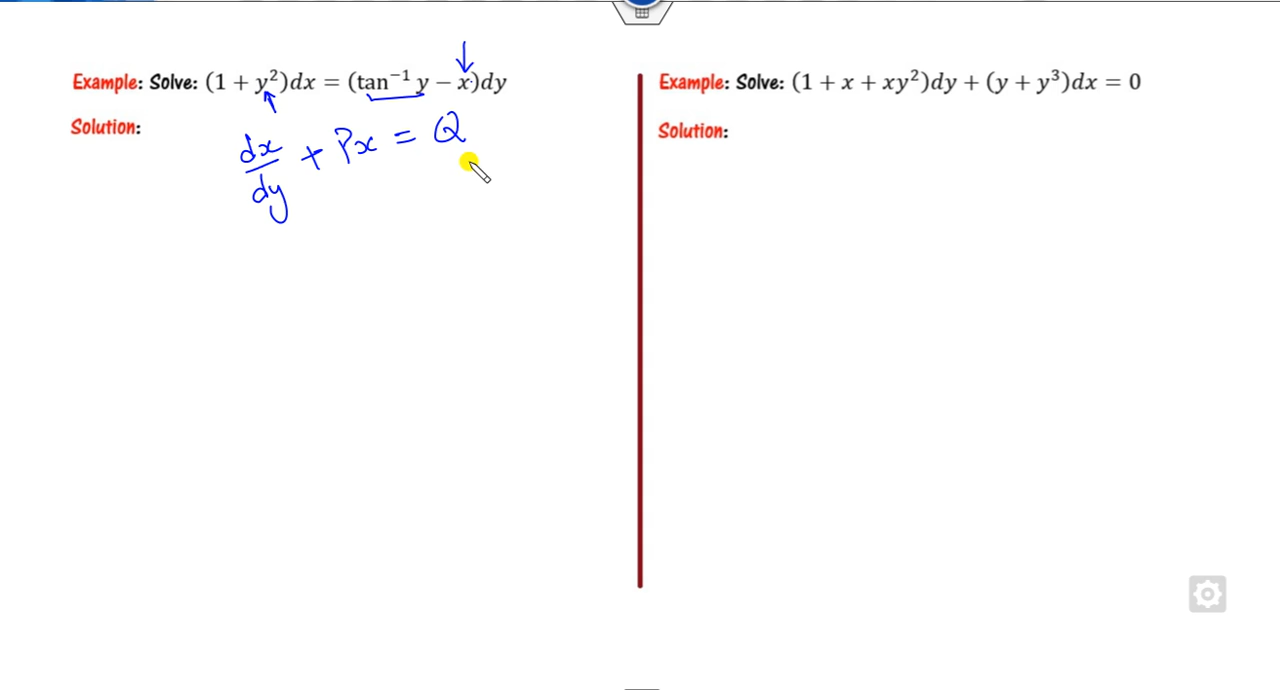 Example: Solve: (1 + y²)dx = (tan⁻¹ y − x)dy
Solution:
dx/dy + Px = Q
Example: Solve: (1 + x + xy²)dy + (y + y³)dx = 0
Solution: